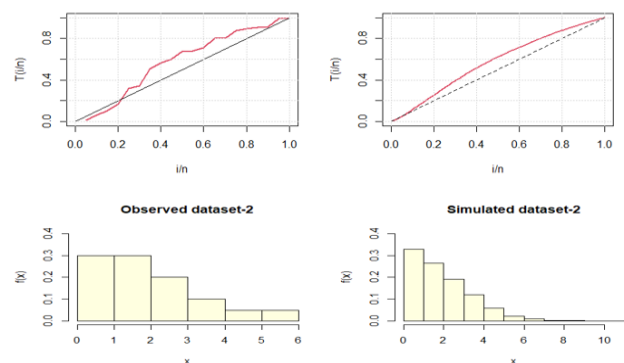 T(i/n)
0.0 0.4 0.8
0.0 0.2 0.4 0.6 0.8 1.0
i/n
T(i/n)
0.0 0.4 0.8
0.0 0.2 0.4 0.6 0.8 1.0
i/n
Observed dataset-2
f(x)
0.0 0.1 0.2 0.3 0.4
0 1 2 3 4 5 6
x
Simulated dataset-2
f(x)
0.0 0.1 0.2 0.3 0.4
0 2 4 6 8 10
x